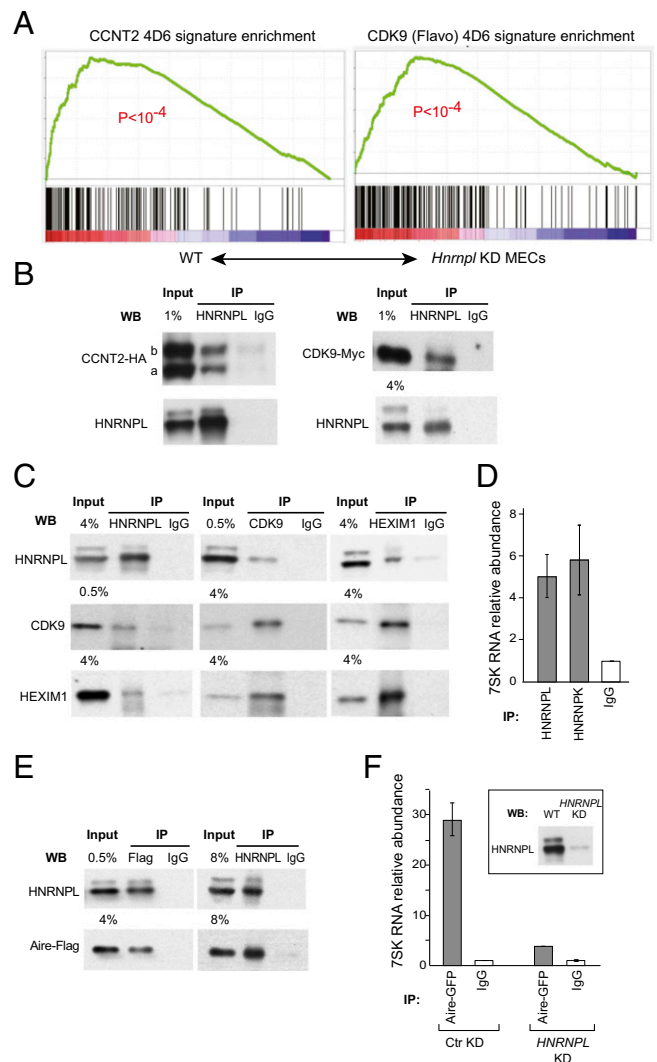 A
CCNT2 4D6 signature enrichment
CDK9 (Flavo) 4D6 signature enrichment
P<10-4
P<10-4
WT
Hnrnpl KD MECs
B
Input IP
WB 1% HNRNPL IgG
CCNT2-HA b
a
HNRNPL
Input IP
WB 1% HNRNPL IgG
CDK9-Myc
4%
HNRNPL
C
Input IP Input IP Input IP
WB 4% HNRNPL IgG 0.5% CDK9 IgG 4% HEXIM1 IgG
HNRNPL
0.5% 4% 4%
CDK9
4% 4% 4%
HEXIM1
D
7SK RNA relative abundance
8
6
4
2
0
IP:
HNRNPL
HNRNPK
IgG
E
Input IP Input IP
WB 0.5% Flag IgG 8% HNRNPL IgG
HNRNPL
4% 8%
Aire-Flag
F
7SK RNA relative abundance
30
20
10
0
WB: WT HNRNPL KD
HNRNPL
IP:
Aire-GFP
IgG
Aire-GFP
IgG
Ctr KD
HNRNPL
KD